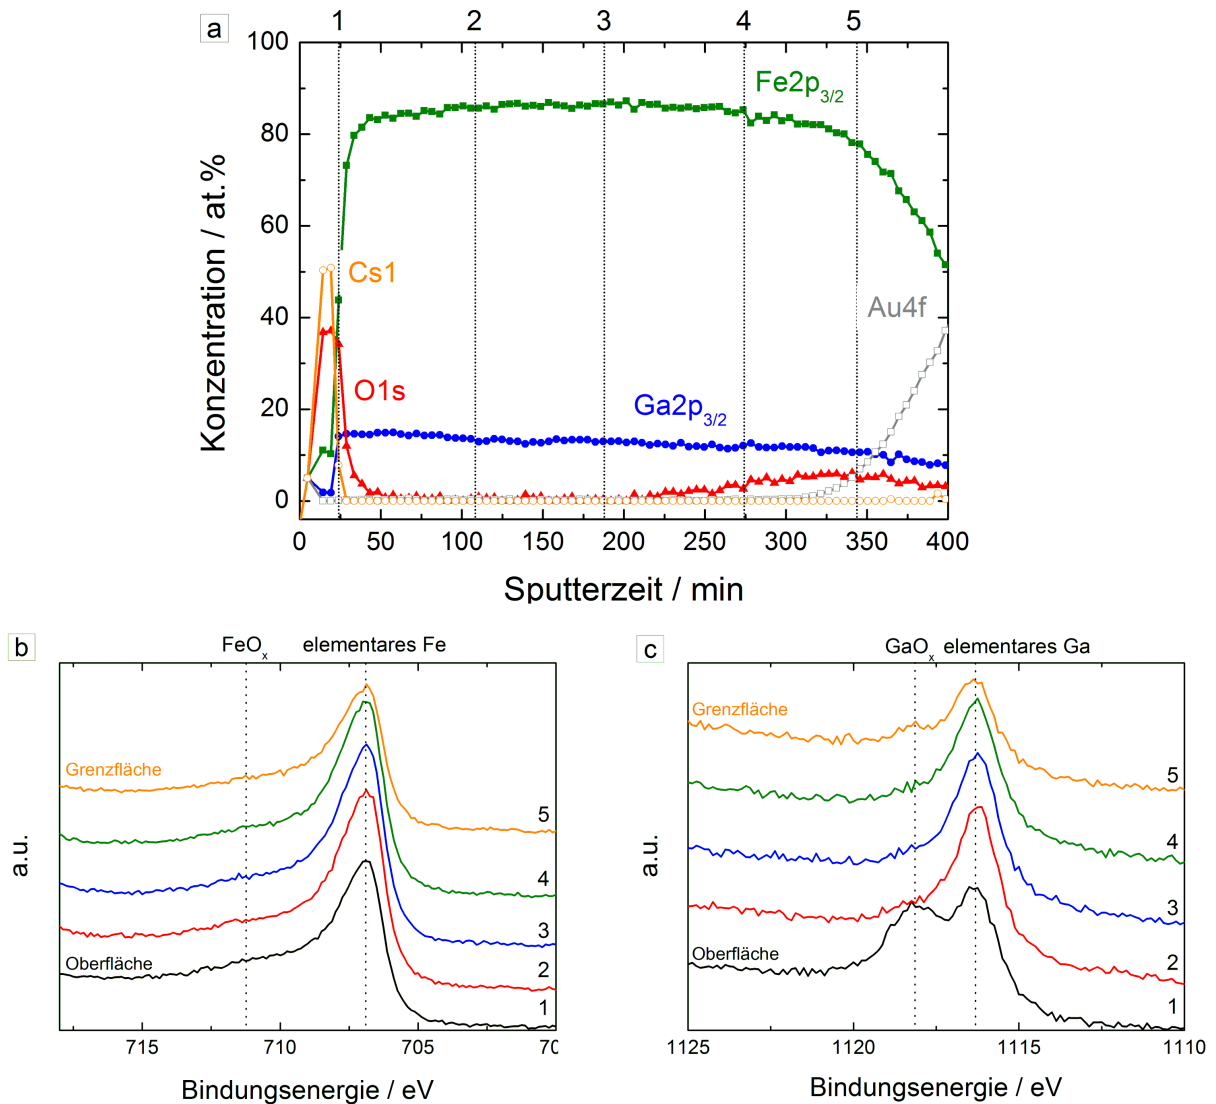 a
1 2 3 4 5
100
80
60
40
20
0
Konzentration / at.%
Fe2p3/2
Cs1
Au4f
O1s
Ga2p3/2
0 50 100 150 200 250 300 350 400
Sputterzeit / min
b
FeOx elementares Fe
Grenzfläche
5
4
3
2
Oberfläche
1
a.u.
715 710 705 70
Bindungsenergie / eV
c
GaOx elementares Ga
Grenzfläche
5
4
3
2
Oberfläche
1
a.u.
1125 1120 1115 1110
Bindungsenergie / eV